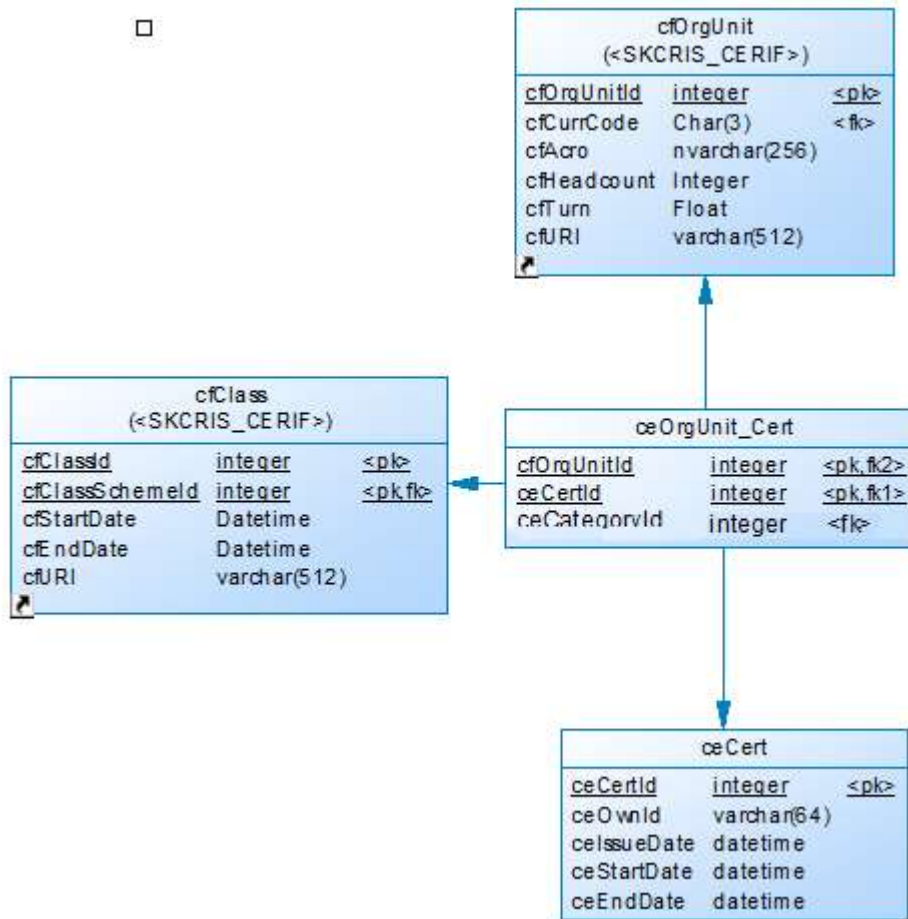 cfOrgUnit
(<SKCRIS_CERIF>)
cfOrgUnitId integer <pk>
cfCurrCode Char(3) <fk>
cfAcro nvarchar(256)
cfHeadcount Integer
cfTurn Float
cfURI varchar(512)
cfClass
(<SKCRIS_CERIF>)
cfClassId integer <pk>
cfClassSchemeId integer <pk,fk>
cfStartDate Datetime
cfEndDate Datetime
cfURI varchar(512)
ceOrgUnit_Cert
cfOrgUnitId integer <pk,fk2>
ceCertId integer <pk,fk1>
ceCategoryId integer <fk>
ceCert
ceCertId integer <pk>
ceOwnId varchar(64)
ceIssueDate datetime
ceStartDate datetime
ceEndDate datetime